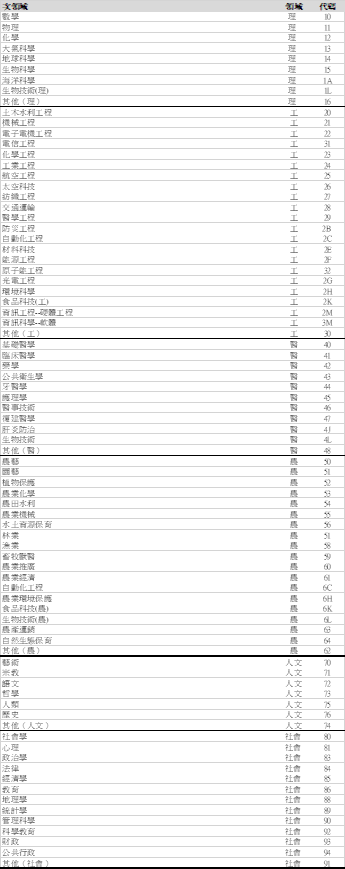 次領域 領域 代碼
數學 理 10
物理 理 11
化學 理 12
大氣科學 理 13
地球科學 理 14
生物科學 理 15
海洋科學 理 1A
生物技術(理) 理 1L
其他（理） 理 16
土木水利工程 工 20
機械工程 工 21
電子電機工程 工 22
電信工程 工 31
化學工程 工 23
工業工程 工 24
航空工程 工 25
太空科技 工 26
紡織工程 工 27
交通運輸 工 28
醫學工程 工 29
防災工程 工 2B
自動化工程 工 2C
材料科技 工 2E
能源工程 工 2F
原子能工程 工 32
光電工程 工 2G
環境科學 工 2H
食品科技(工) 工 2K
資訊工程--硬體工程 工 2M
資訊科學--軟體 工 3M
其他（工） 工 30
基礎醫學 醫 40
臨床醫學 醫 41
藥學 醫 42
公共衛生學 醫 43
牙醫學 醫 44
護理學 醫 45
醫事技術 醫 46
復健醫學 醫 47
肝炎防治 醫 4J
生物技術 醫 4L
其他（醫） 醫 48
農藝 農 50
園藝 農 51
植物保護 農 52
農業化學 農 53
農田水利 農 54
農業機械 農 55
水土資源保育 農 56
林業 農 51
漁業 農 58
畜牧獸醫 農 59
農業推廣 農 60
農業經濟 農 61
自動化工程 農 6C
農業環境保護 農 6H
食品科技(農) 農 6K
生物技術(農) 農 6L
農產運銷 農 63
自然生態保育 農 64
其他（農） 農 62
藝術 人文 70
宗教 人文 71
語文 人文 72
哲學 人文 73
人類 人文 75
歷史 人文 76
其他（人文） 人文 74
社會學 社會 80
心理 社會 81
政治學 社會 83
法律 社會 84
經濟學 社會 85
教育 社會 86
地理學 社會 88
統計學 社會 89
管理科學 社會 90
科學教育 社會 92
財政 社會 93
公共行政 社會 94
其他（社會） 社會 91